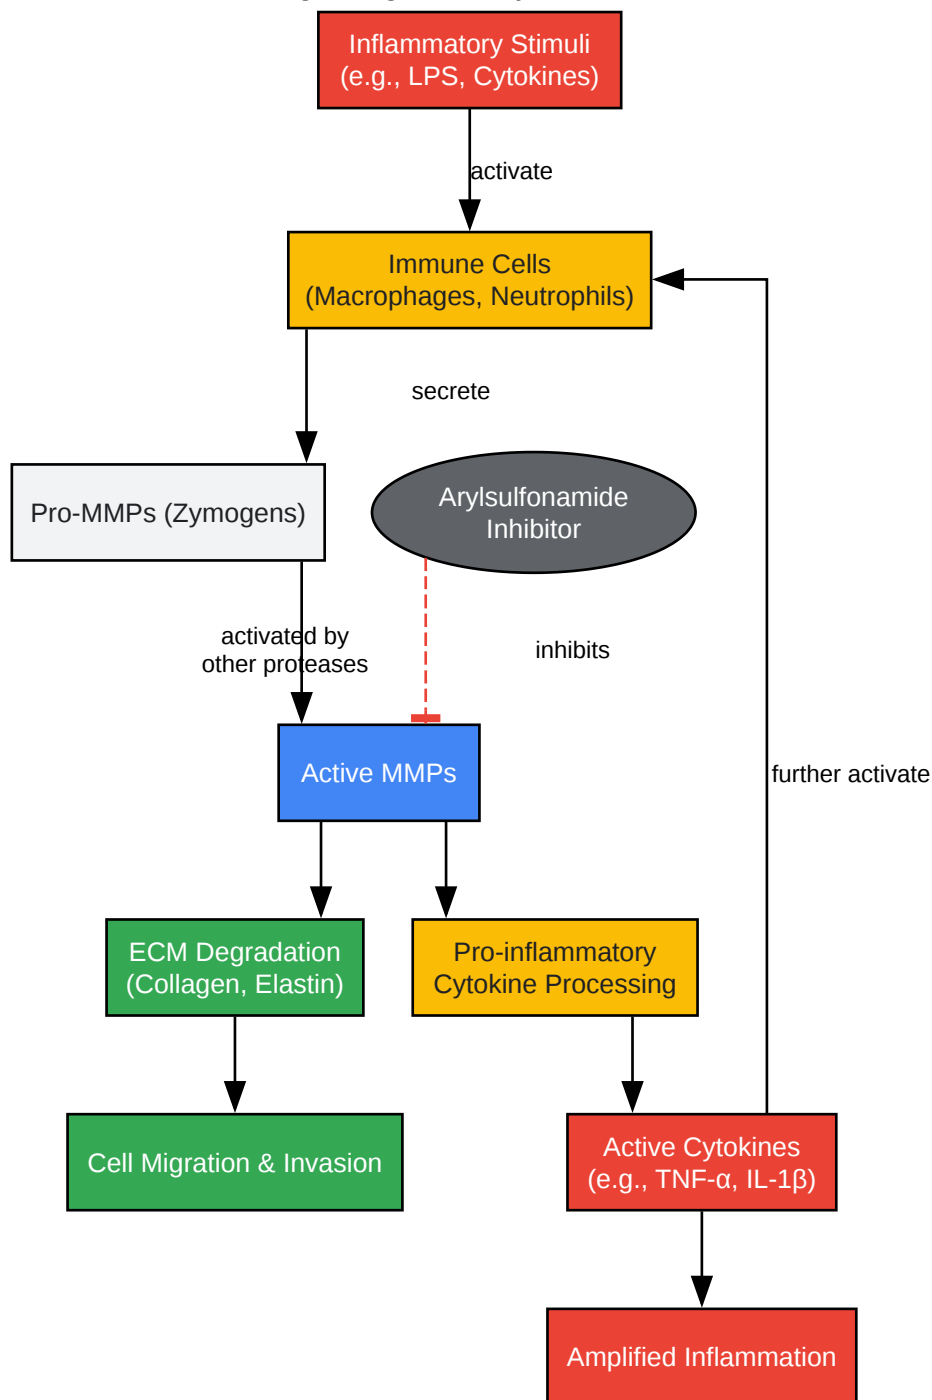 Inflammatory Stimuli
(e.g., LPS, Cytokines)
activate
Immune Cells
(Macrophages, Neutrophils)
secrete
Pro-MMPs (Zymogens)
Arylsulfonamide
Inhibitor
activated by
other proteases
inhibits
Active MMPs
further activate
ECM Degradation
(Collagen, Elastin)
Pro-inflammatory
Cytokine Processing
Cell Migration & Invasion
Active Cytokines
(e.g., TNF-α, IL-1β)
Amplified Inflammation